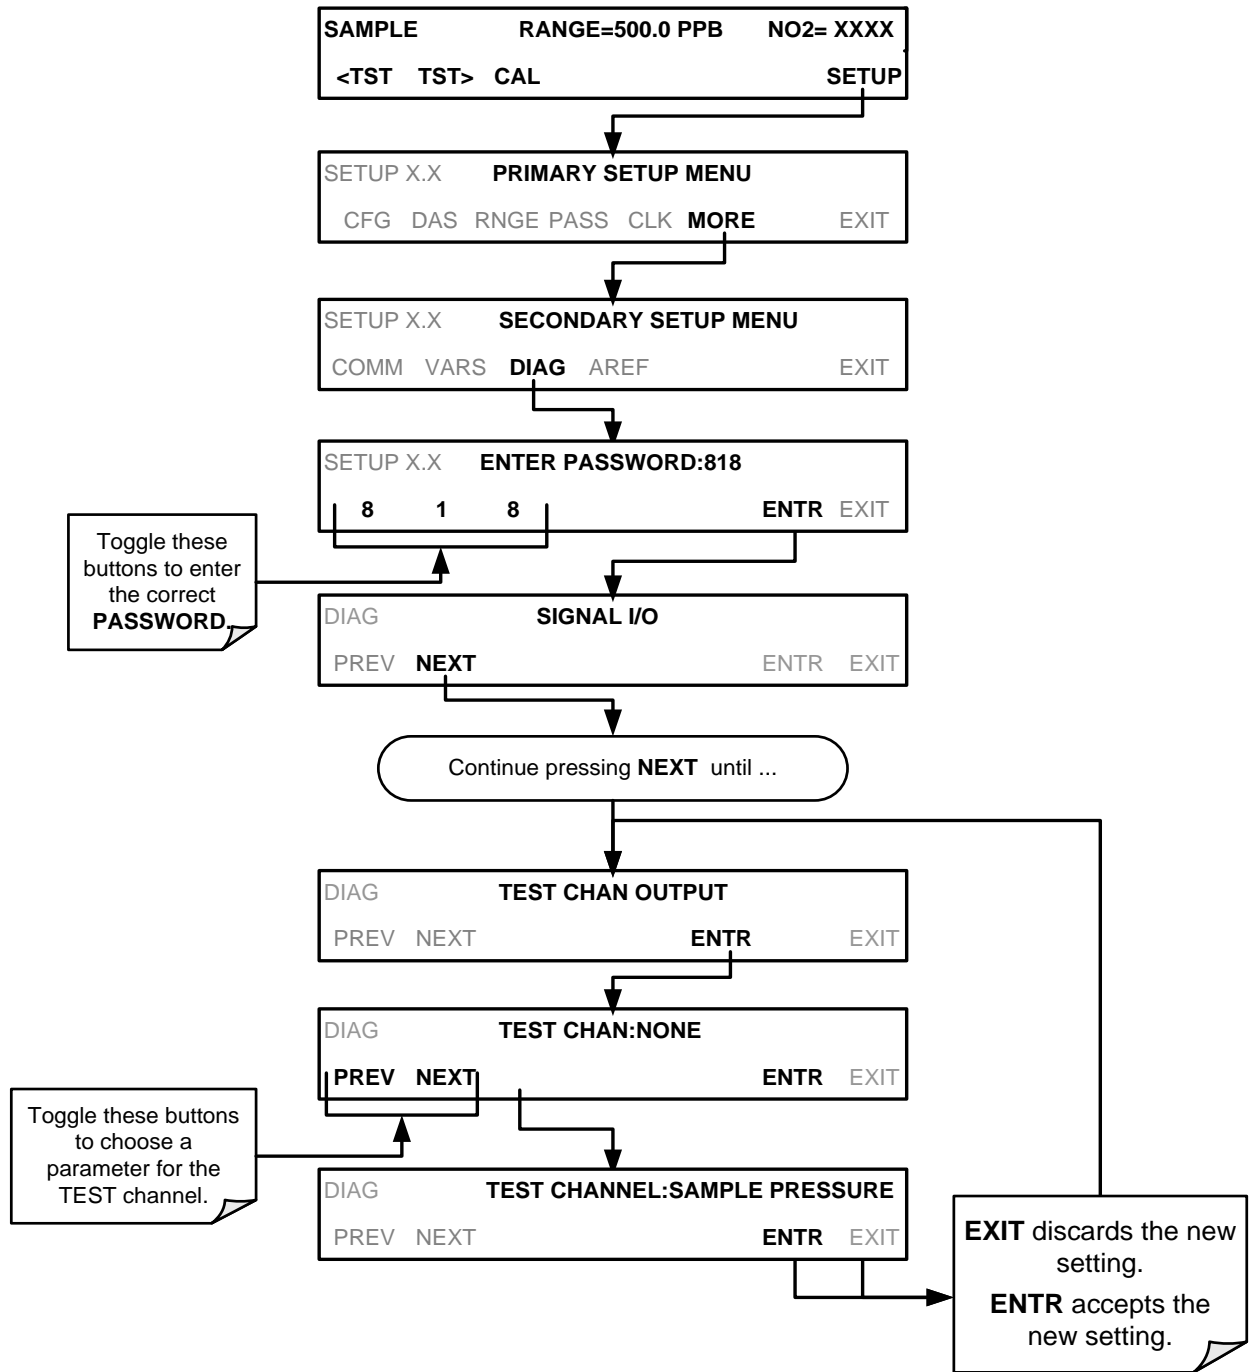 SAMPLE RANGE=500.0 PPB NO2= XXXX
<TST TST> CAL SETUP
SETUP X.X PRIMARY SETUP MENU
CFG DAS RNGE PASS CLK MORE EXIT
SETUP X.X SECONDARY SETUP MENU
COMM VARS DIAG AREF EXIT
SETUP X.X ENTER PASSWORD:818
8 1 8 ENTR EXIT
Toggle these
buttons to enter
the correct
PASSWORD.
DIAG SIGNAL I/O
PREV NEXT ENTR EXIT
Continue pressing NEXT until ...
DIAG TEST CHAN OUTPUT
PREV NEXT ENTR EXIT
DIAG TEST CHAN:NONE
PREV NEXT ENTR EXIT
Toggle these buttons
to choose a
parameter for the
TEST channel.
DIAG TEST CHANNEL:SAMPLE PRESSURE
PREV NEXT ENTR EXIT
EXIT discards the new
setting.
ENTR accepts the
new setting.